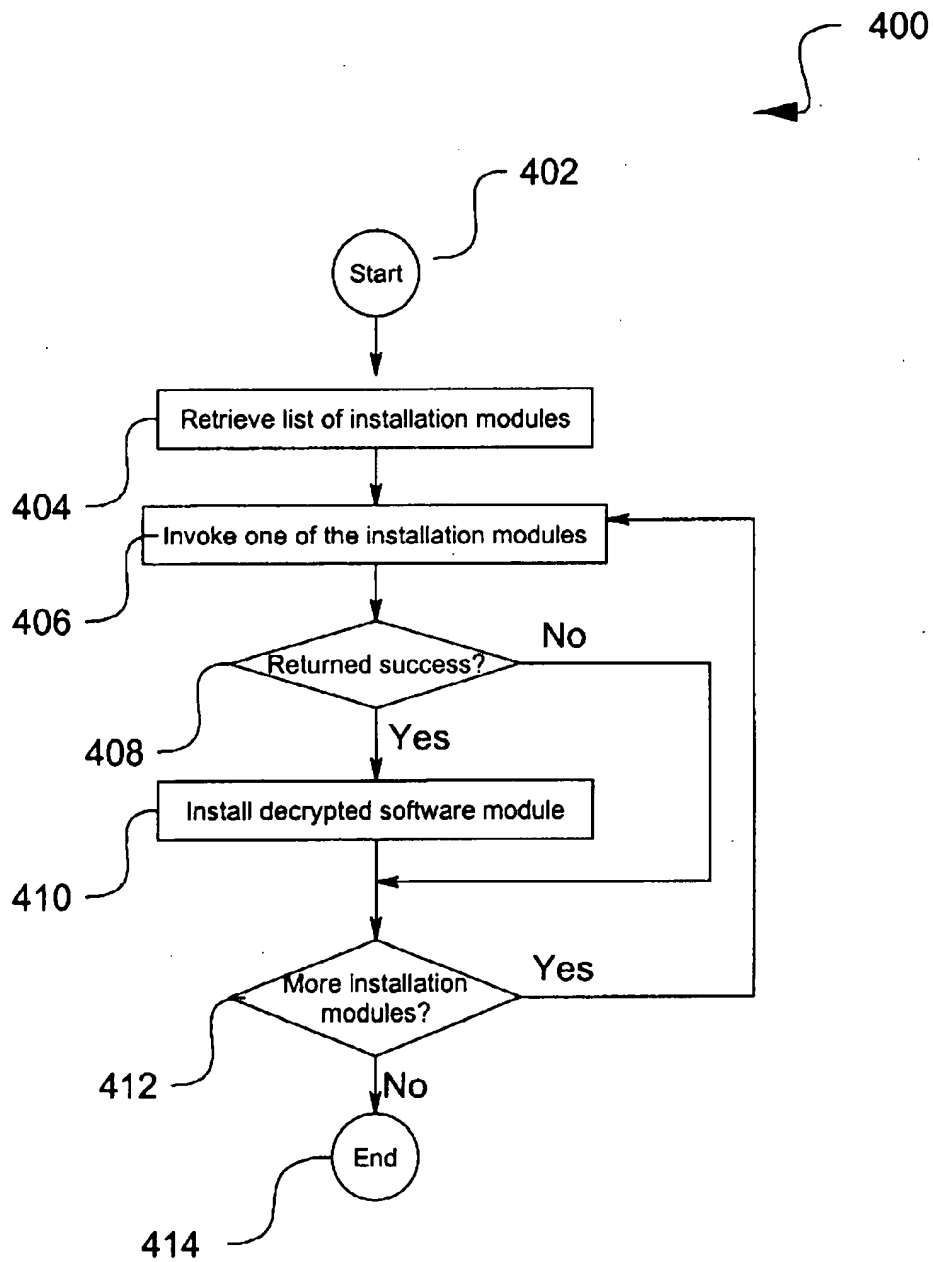 400
402
Start
Retrieve list of installation modules
404
Invoke one of the installation modules
406
No
Returned success?
408
Yes
Install decrypted software module
410
Yes
More installation
modules?
412
No
End
414